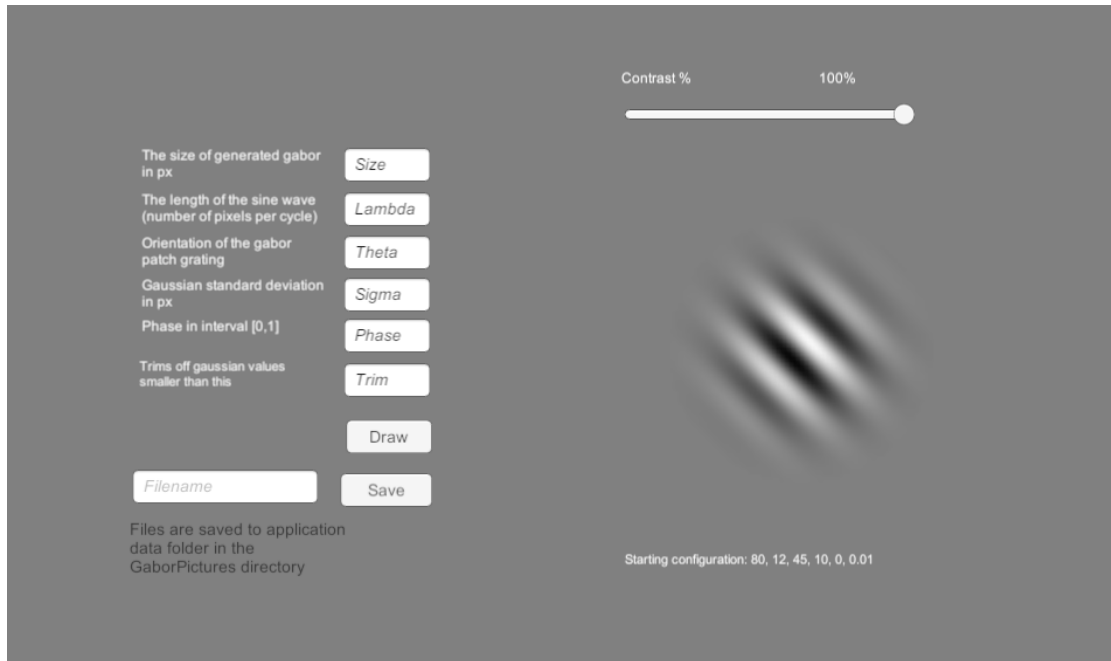 Contrast % 100%
The size of generated gabor
in px
Size
The length of the sine wave
(number of pixels per cycle)
Lambda
Orientation of the gabor
patch grating
Theta
Gaussian standard deviation
in px
Sigma
Phase in interval [0,1]
Phase
Trims off gaussian values
smaller than this
Trim
Draw
Filename
Save
Files are saved to application
data folder in the
GaborPictures directory
Starting configuration: 80, 12, 45, 10, 0, 0.01